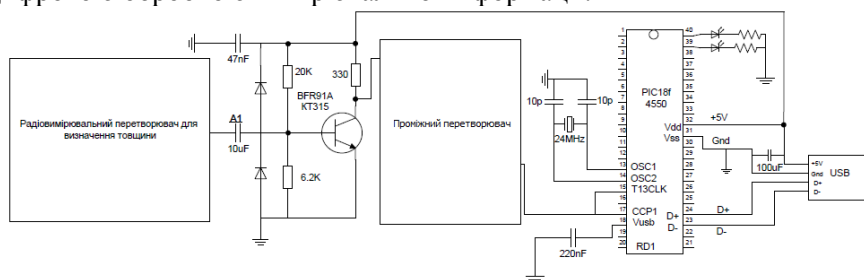 47nF
20K
330
BFR91A
KT315
Радіовимірювальний перетворювач для
визначення товщини
A1
10uF
6.2K
Проніжний перетворювач
10p
10p
24MHz
220nF
PIC18f
4550
Vdd
Vss
OSC1
OSC2
T13CLK
CCP1
Vusb
D+
D-
RD1
1
2
3
4
5
6
7
8
9
10
11
12
13
14
15
16
17
18
19
20
40
39
38
37
36
35
34
33
32
31
30
29
28
27
26
25
24
23
22
21
+5V
Gnd
100uF
D+
D-
+5V
Gnd
D+
D-
USB